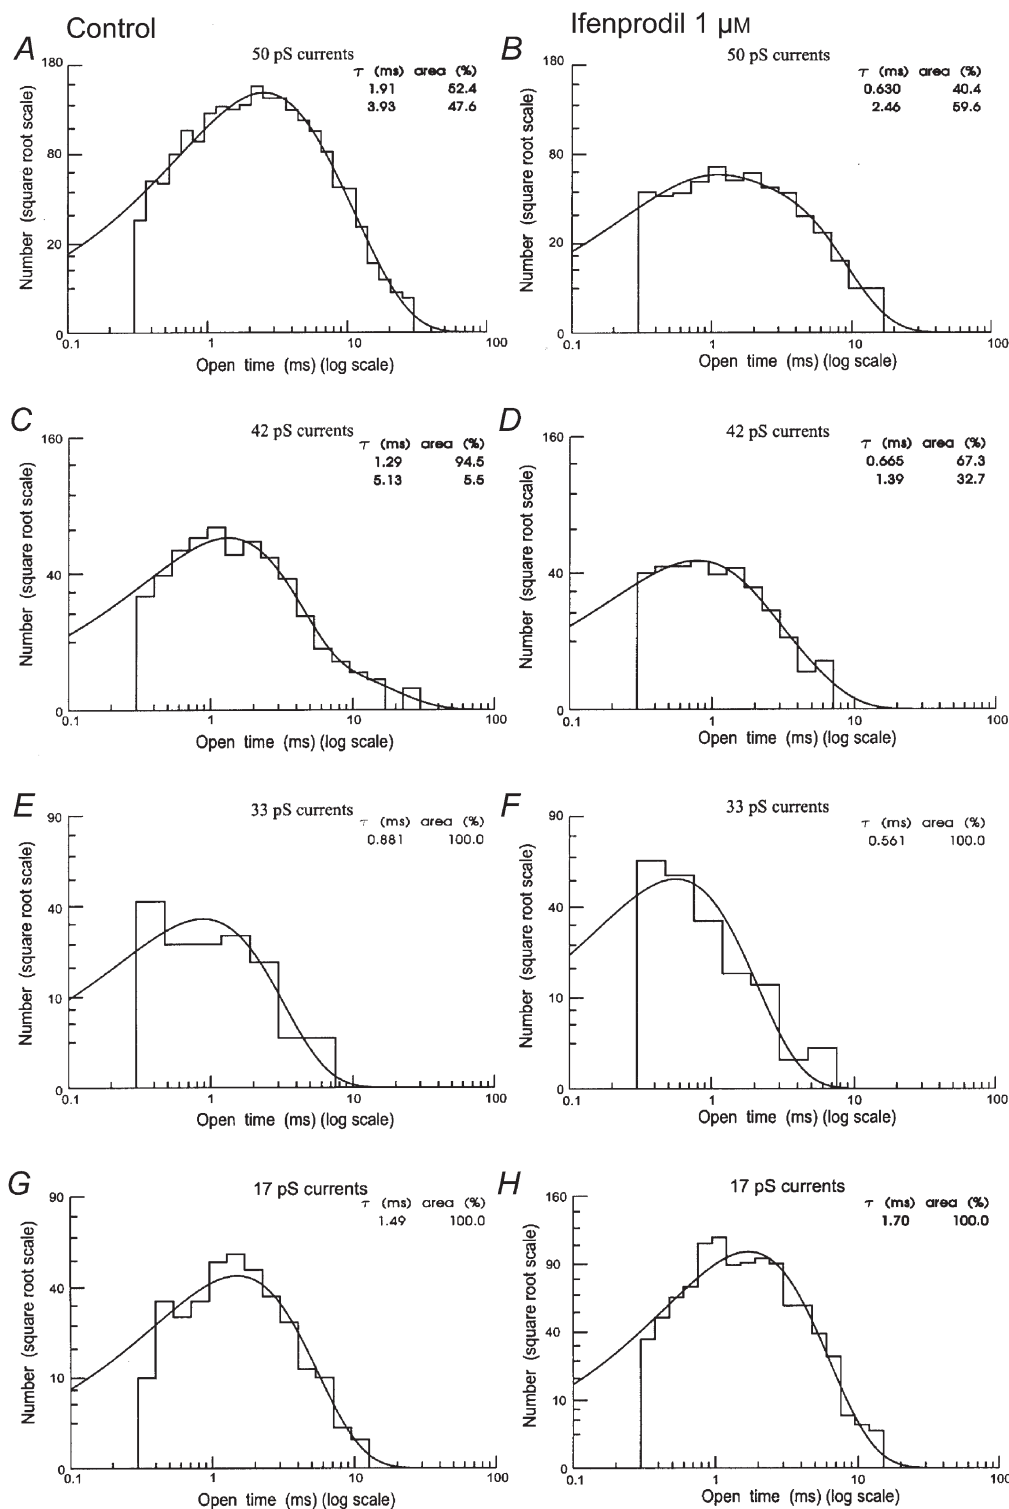 Control
Ifenprodil 1 μM
A
50 pS currents
τ (ms) area (%)
1.91 52.4
3.93 47.6
180
80
20
0
0.1 1 10 100
Number (square root scale)
Open time (ms) (log scale)
B
50 pS currents
τ (ms) area (%)
0.630 40.4
2.46 59.6
180
80
20
0
0.1 1 10 100
Number (square root scale)
Open time (ms) (log scale)
C
42 pS currents
τ (ms) area (%)
1.29 94.5
5.13 5.5
160
40
0
0.1 1 10 100
Number (square root scale)
Open time (ms) (log scale)
D
42 pS currents
τ (ms) area (%)
0.665 67.3
1.39 32.7
160
40
0
0.1 1 10 100
Number (square root scale)
Open time (ms) (log scale)
E
33 pS currents
τ (ms) area (%)
0.881 100.0
90
40
10
0
0.1 1 10 100
Number (square root scale)
Open time (ms) (log scale)
F
33 pS currents
τ (ms) area (%)
0.561 100.0
90
40
10
0
0.1 1 10 100
Number (square root scale)
Open time (ms) (log scale)
G
17 pS currents
τ (ms) area (%)
1.49 100.0
90
40
10
0
0.1 1 10 100
Number (square root scale)
Open time (ms) (log scale)
H
17 pS currents
τ (ms) area (%)
1.70 100.0
160
90
40
10
0
0.1 1 10 100
Number (square root scale)
Open time (ms) (log scale)